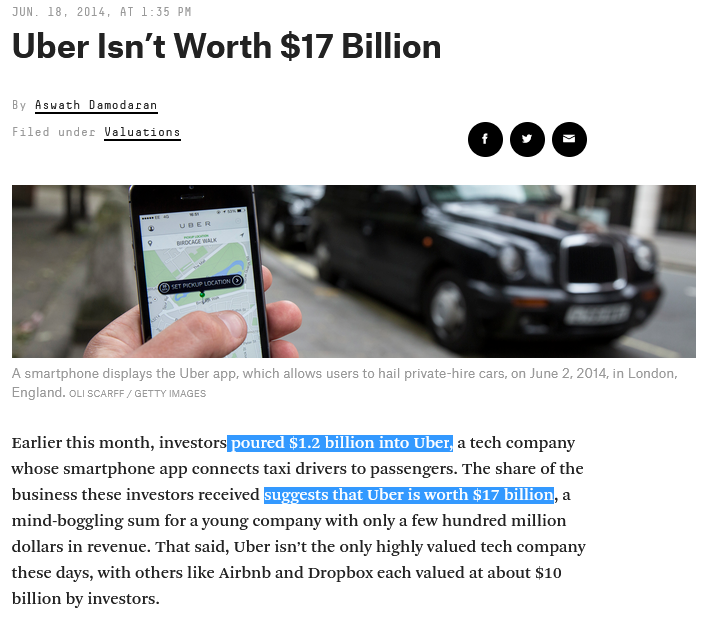 JUN. 18, 2014, AT 1:35 PM
Uber Isn’t Worth $17 Billion
By Aswath Damodaran
Filed under Valuations
f
UBER
PICKUP LOCATION
BIRDCAGE WALK
SET PICKUP LOCATION
A smartphone displays the Uber app, which allows users to hail private-hire cars, on June 2, 2014, in London,
England. OLI SCARFF / GETTY IMAGES
Earlier this month, investors poured $1.2 billion into Uber, a tech company
whose smartphone app connects taxi drivers to passengers. The share of the
business these investors received suggests that Uber is worth $17 billion, a
mind-boggling sum for a young company with only a few hundred million
dollars in revenue. That said, Uber isn’t the only highly valued tech company
these days, with others like Airbnb and Dropbox each valued at about $10
billion by investors.